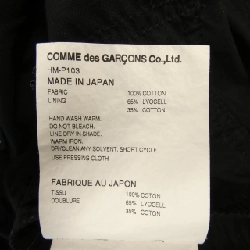 COMME des GARÇONS Co.,Ltd.
HM-P103
MADE IN JAPAN
FABRIC 100% COTTON
LINING 65% LYOCELL
35% COTTON
HAND WASH WARM.
DO NOT BLEACH.
LINE DRY IN SHADE.
WARM IRON.
DRYCLEAN ANY SOLVENT, SHORT CYCLE
USE PRESSING CLOTH
FABRIQUE AU JAPON
TISSU 100% COTON
DOUBLURE 65% LYOCELL
35% COTON